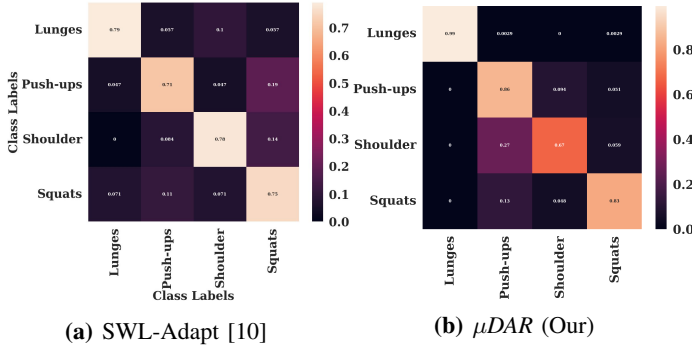 Lunges 0.79 0.037 0.1 0.037
Push-ups 0.047 0.71 0.047 0.19
Shoulder 0 0.084 0.78 0.14
Squats 0.071 0.11 0.071 0.75
Lunges Push-ups Shoulder Squats
Class Labels
Class Labels
0.7
0.6
0.5
0.4
0.3
0.2
0.1
0.0
(a) SWL-Adapt [10]
Lunges 0.99 0.0029 0 0.0029
Push-ups 0 0.86 0.094 0.051
Shoulder 0 0.27 0.67 0.059
Squats 0 0.13 0.048 0.83
Lunges Push-ups Shoulder Squats
0.8
0.6
0.4
0.2
0.0
(b) μDAR (Our)